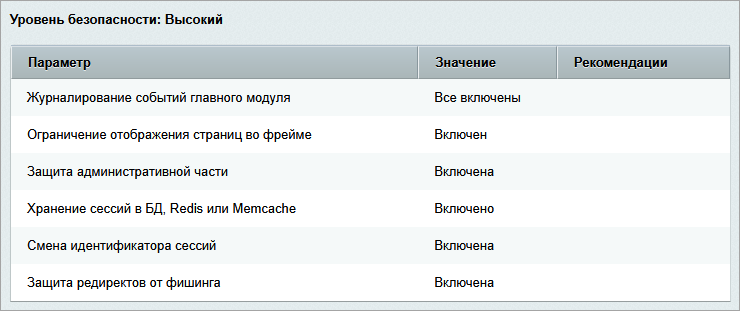 Уровень безопасности: Высокий
Параметр Значение Рекомендации
Журналирование событий главного модуля Все включены
Ограничение отображения страниц во фрейме Включен
Защита административной части Включена
Хранение сессий в БД, Redis или Memcache Включено
Смена идентификатора сессий Включена
Защита редиректов от фишинга Включена